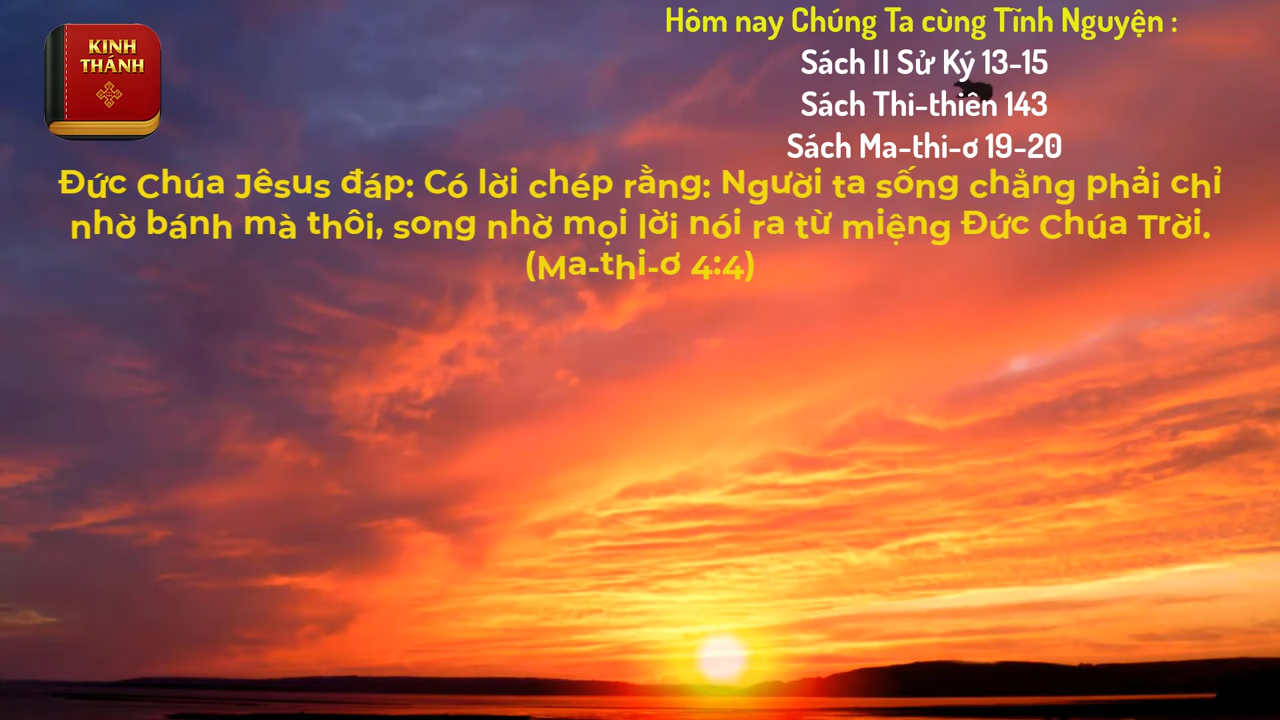 KINH
THÁNH
Hôm nay Chúng Ta cùng Tĩnh Nguyện :
Sách II Sử Ký 13-15
Sách Thi-thiên 143
Sách Ma-thi-ơ 19-20
Đức Chúa Jêsus đáp: Có lời chép rằng: Người ta sống chẳng phải chỉ
nhờ bánh mà thôi, song nhờ mọi lời nói ra từ miệng Đức Chúa Trời.
(Ma-thi-ơ 4:4)